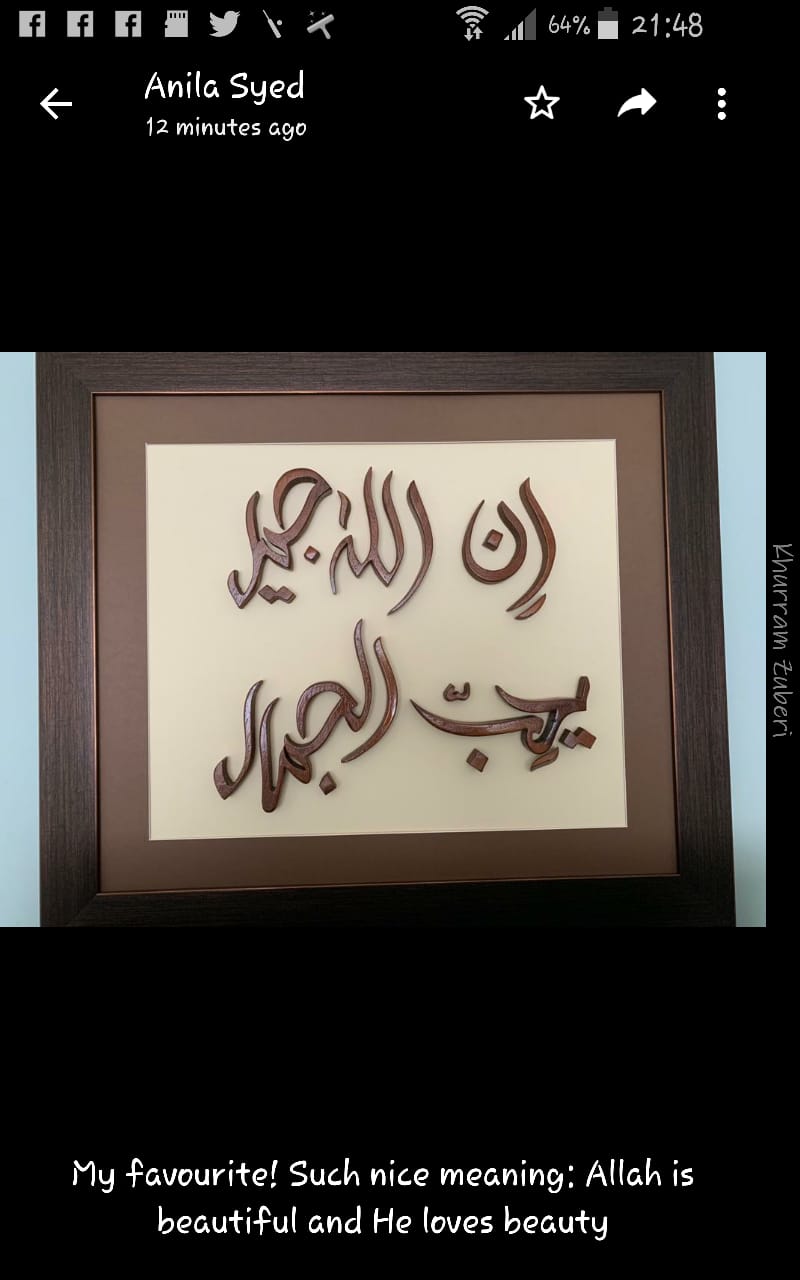 64% 21:48
Anila Syed
12 minutes ago
إن الله جميل
يحبّ الجمال
Kharram Zuberi
My favourite! Such nice meaning: Allah is
beautiful and He loves beauty